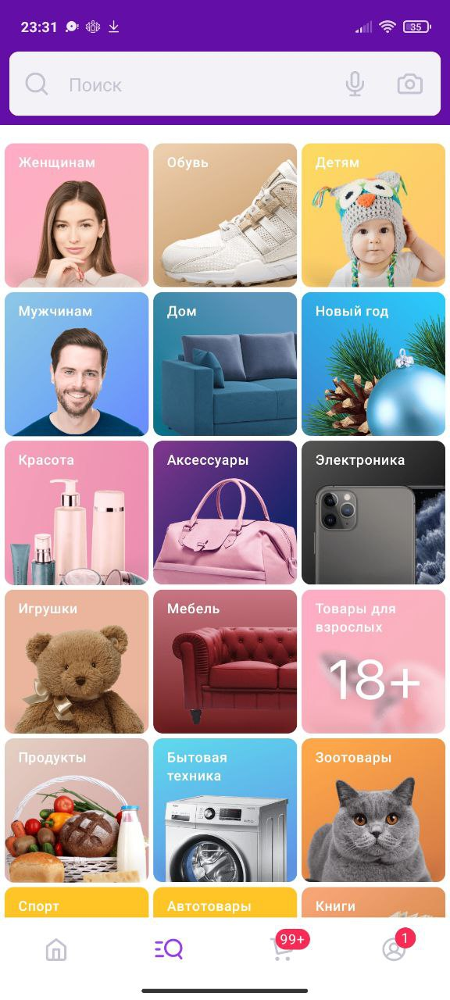 23:31
35
Поиск
Женщинам
Обувь
Детям
Мужчинам
Дом
Новый год
Красота
Аксессуары
Электроника
Игрушки
Мебель
Товары для
взрослых
18+
Продукты
Бытовая
техника
Зоотовары
Спорт
Автотовары
Книги
99+
1